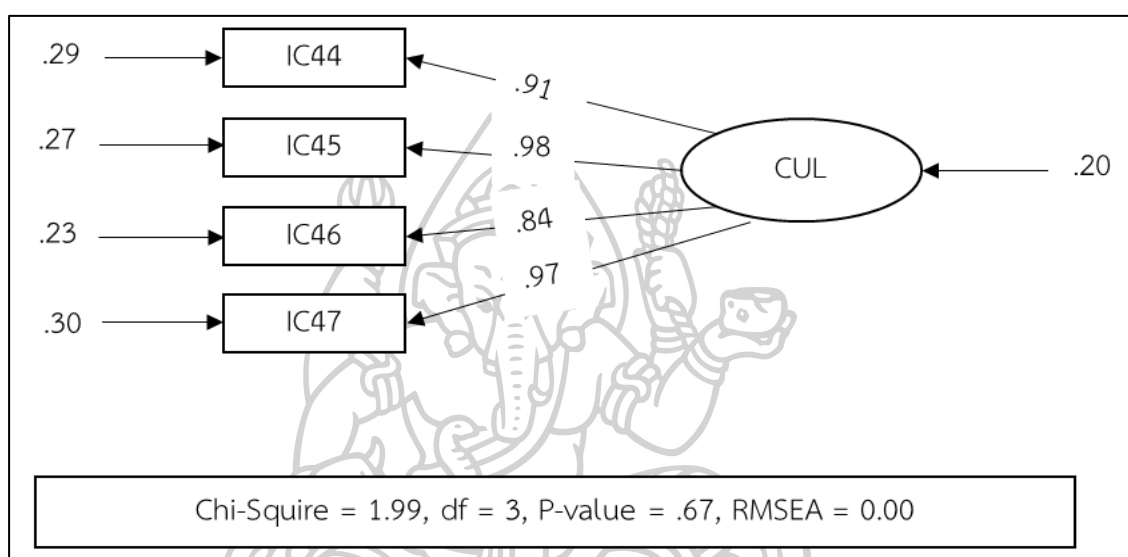 .29 IC44 .91
.27 IC45 .98 CUL .20
.23 IC46 .84
.30 IC47 .97
Chi-Squire = 1.99, df = 3, P-value = .67, RMSEA = 0.00